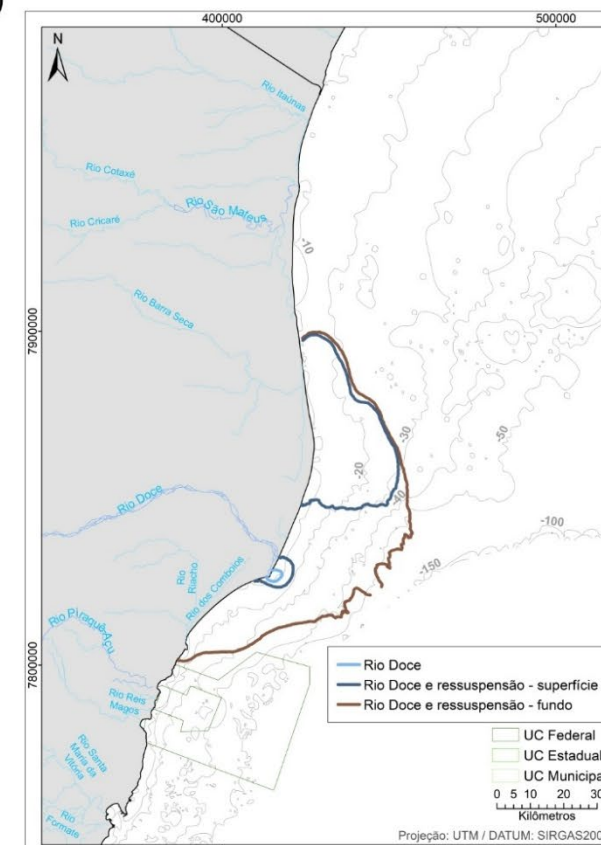 )
400000
500000
N
Rio Itaúnas
Rio Cotaxé
Rio São Mateus
Rio Cricaré
-10
Rio Barra Seca
7900000
-50
-30
-20
-40
Rio Doce
-100
-150
Rio
Riacho
Rio dos Comboios
Rio Piraquê-Açu
7800000
Rio Reis
Magos
Rio Santa
Maria da
Vitória
Rio
Formate
Rio Doce
Rio Doce e ressuspensão - superfície
Rio Doce e ressuspensão - fundo
UC Federal
UC Estadual
UC Municipa
0 5 10 20 30
Kilômetros
Projeção: UTM / DATUM: SIRGAS200